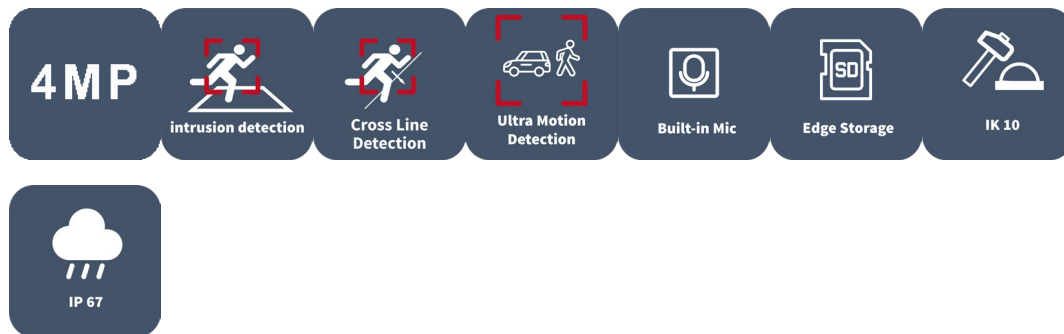 4MP
intrusion detection
Cross Line
Detection
Ultra Motion
Detection
Built-in Mic
SD
Edge Storage
IK 10
IP 67